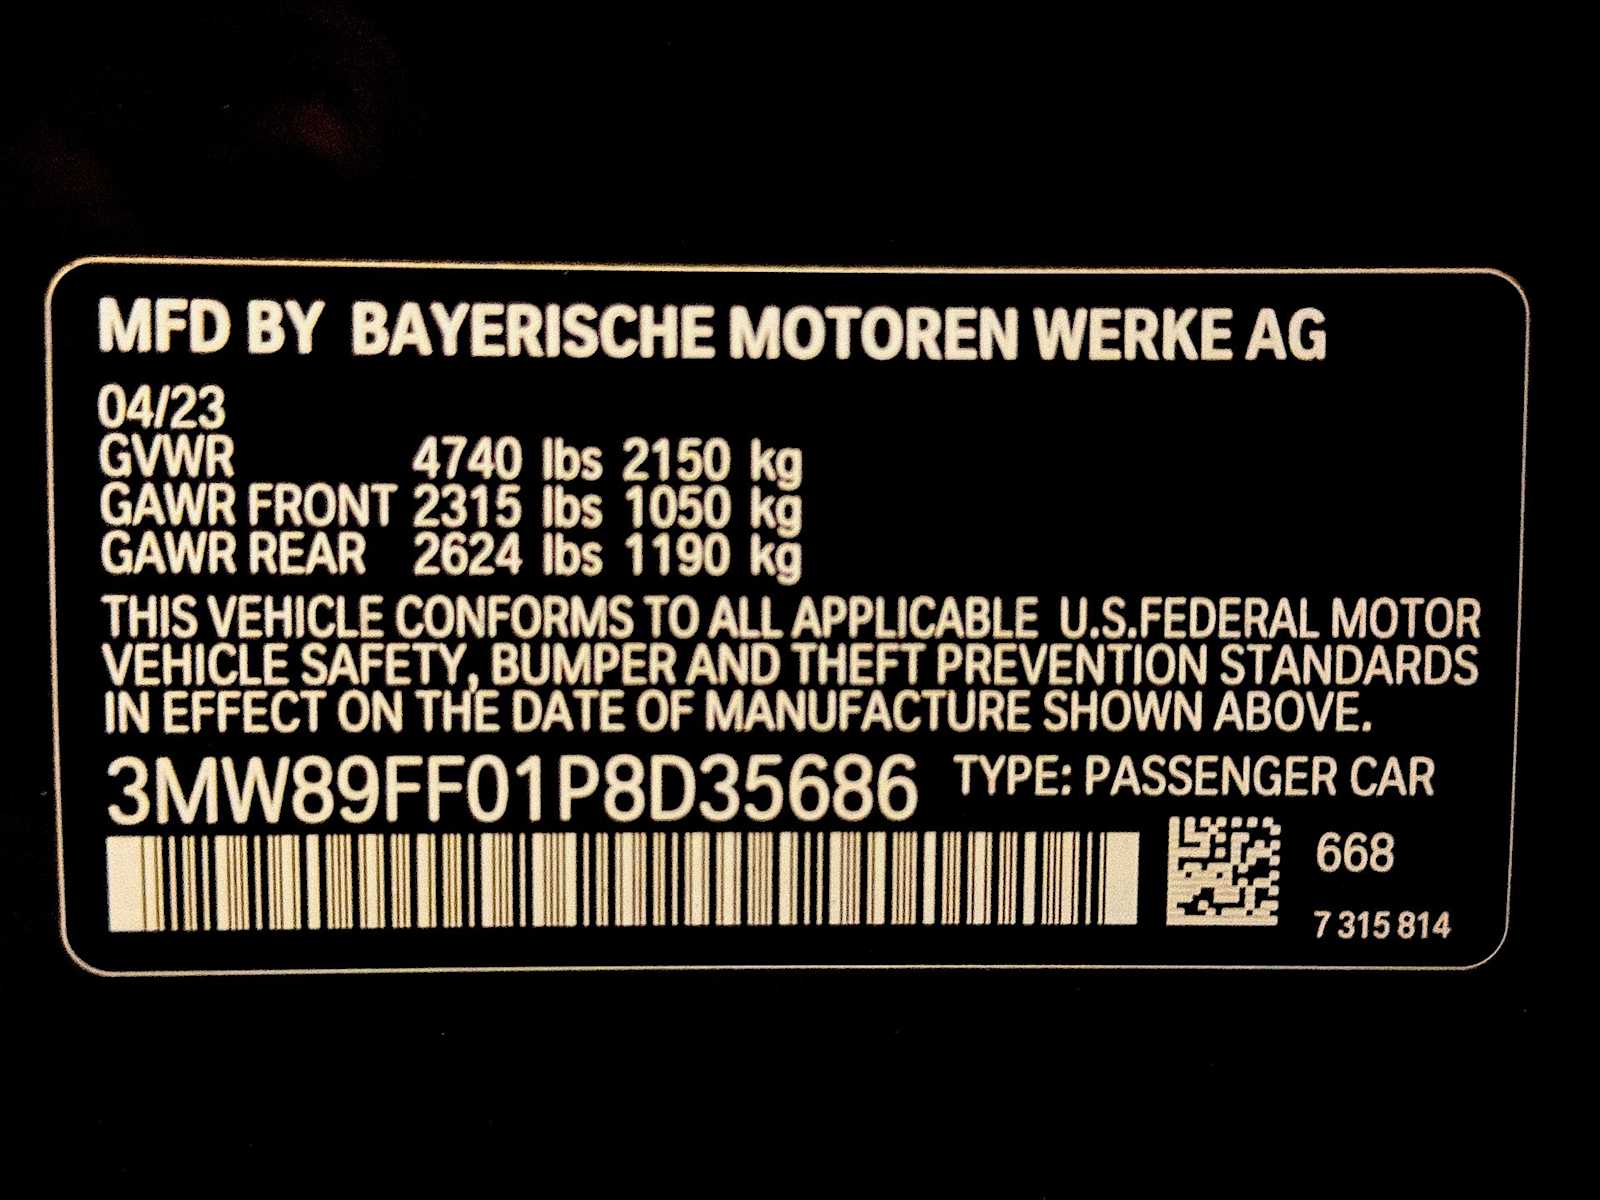 MFD BY BAYERISCHE MOTOREN WERKE AG
04/23
GVWR 4740 lbs 2150 kg
GAWR FRONT 2315 lbs 1050 kg
GAWR REAR 2624 lbs 1190 kg
THIS VEHICLE CONFORMS TO ALL APPLICABLE U.S.FEDERAL MOTOR
VEHICLE SAFETY, BUMPER AND THEFT PREVENTION STANDARDS
IN EFFECT ON THE DATE OF MANUFACTURE SHOWN ABOVE.
3MW89FF01P8D35686 TYPE: PASSENGER CAR
668
7 315 814